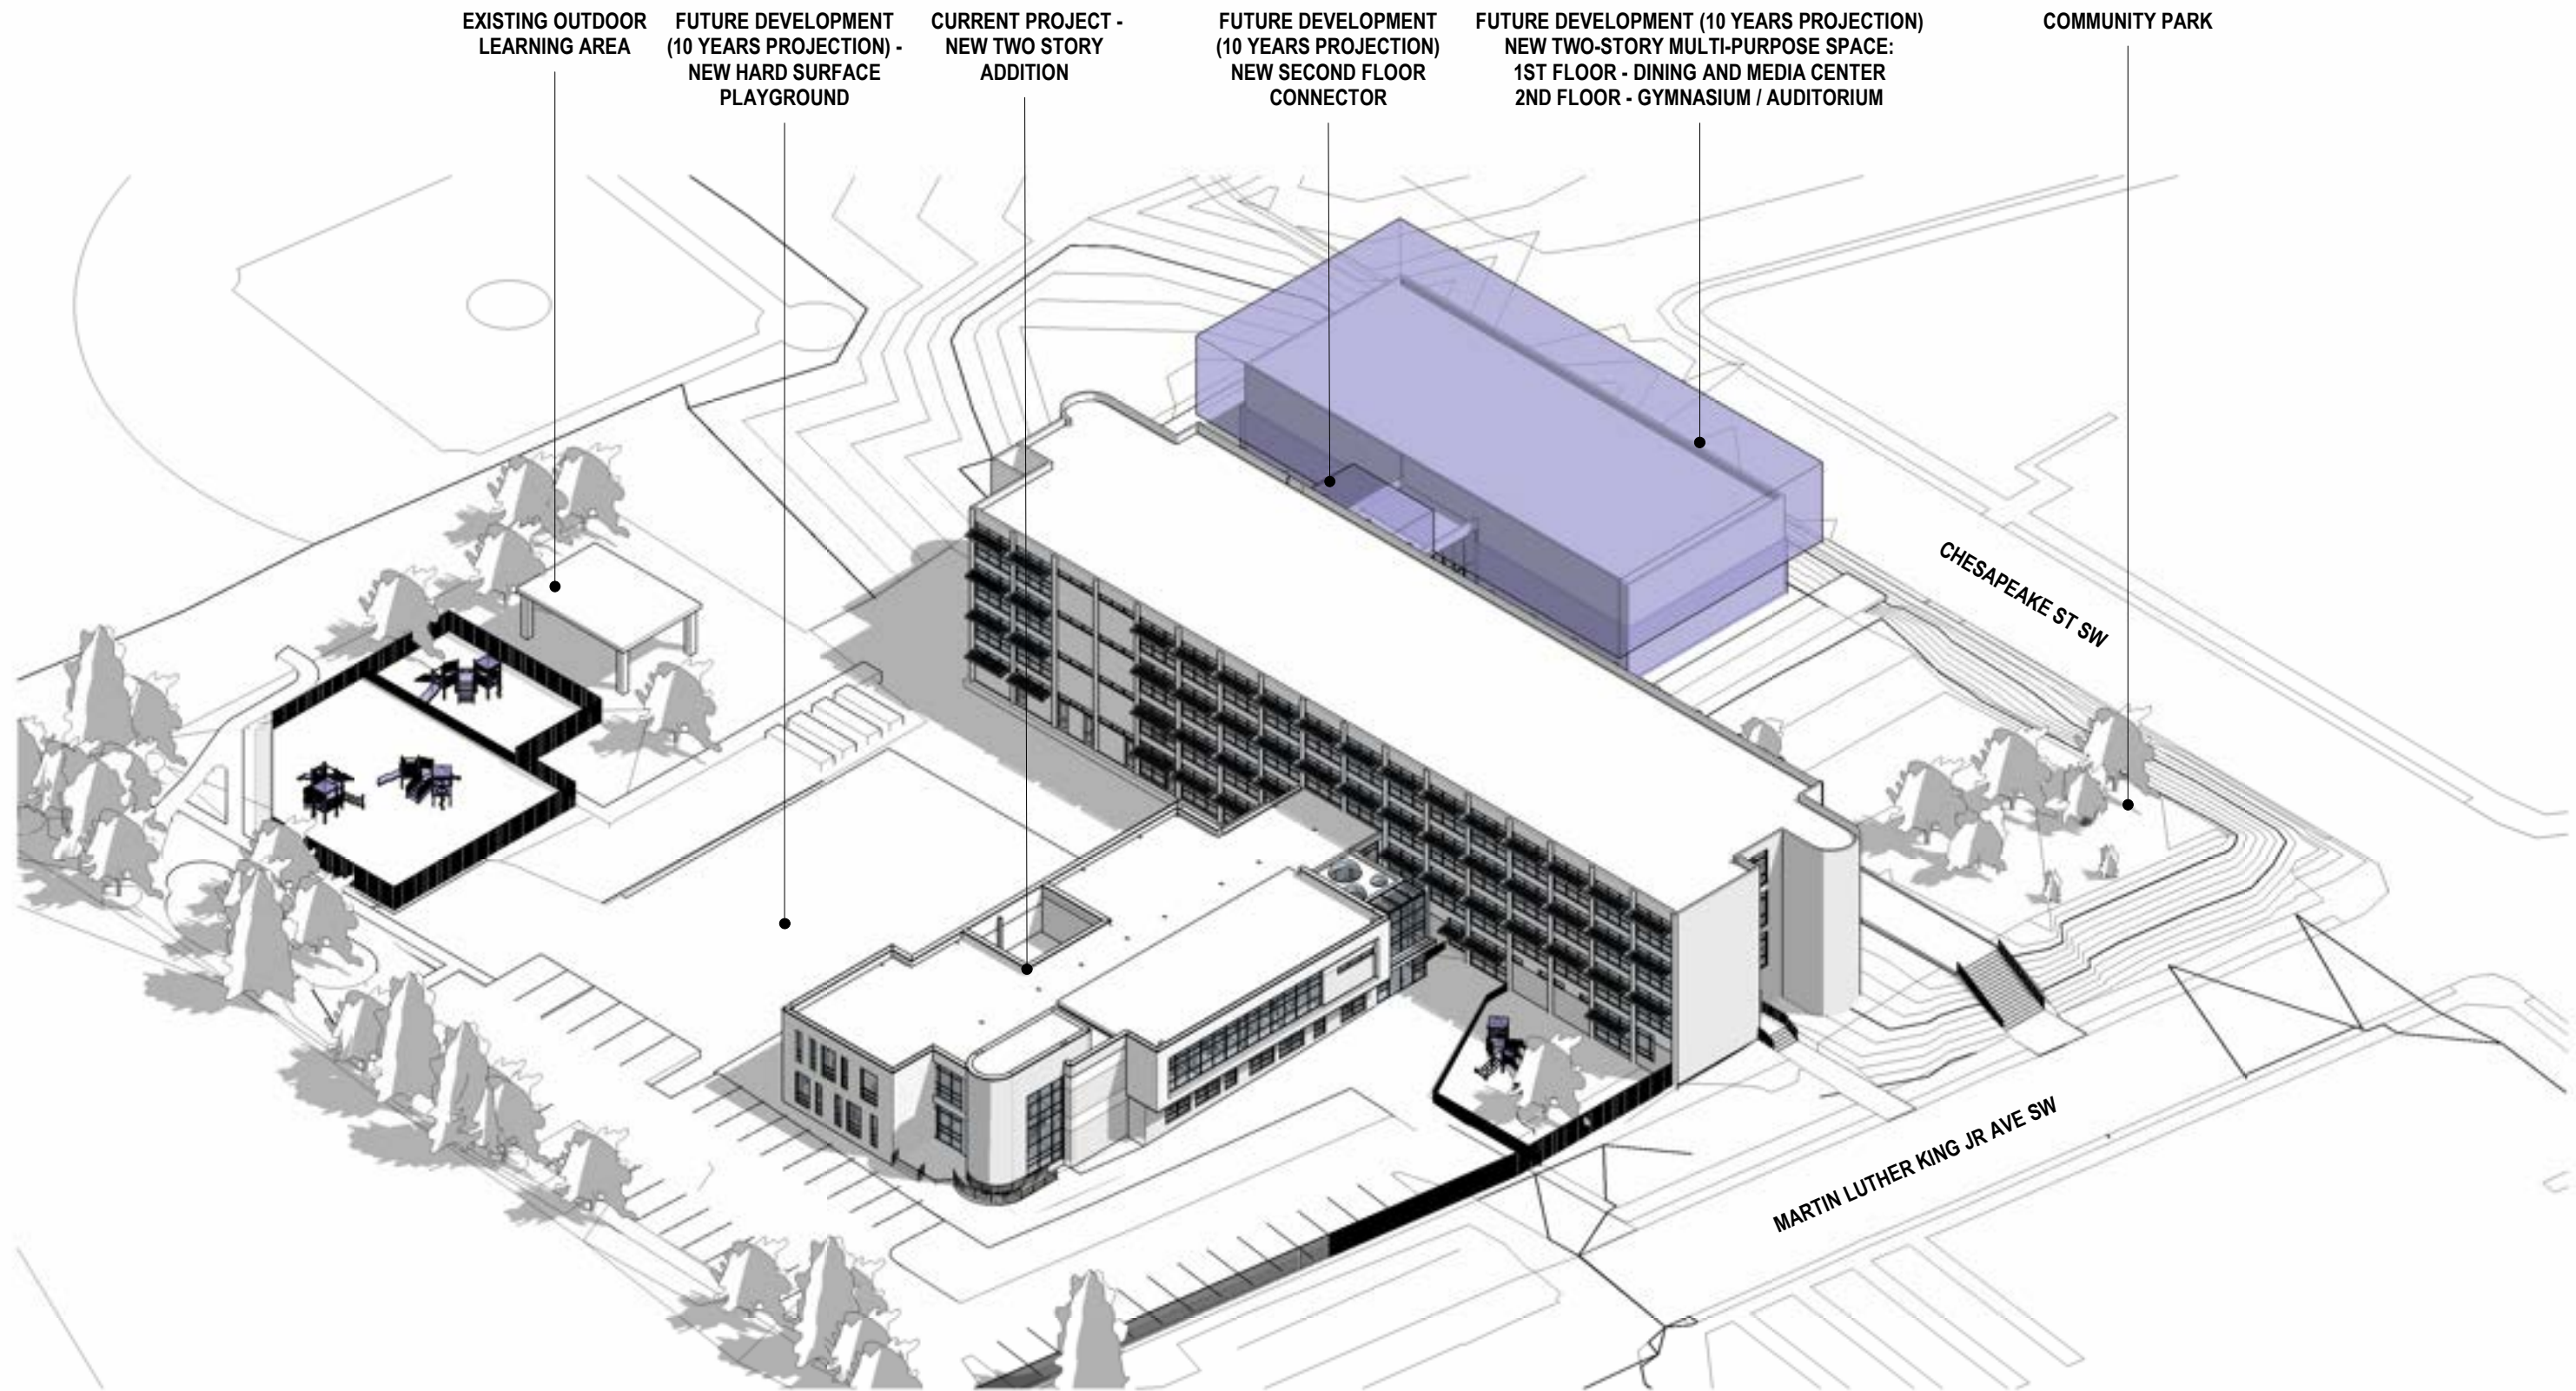 EXISTING OUTDOOR
LEARNING AREA
FUTURE DEVELOPMENT
(10 YEARS PROJECTION) -
NEW HARD SURFACE
PLAYGROUND
CURRENT PROJECT -
NEW TWO STORY
ADDITION
FUTURE DEVELOPMENT
(10 YEARS PROJECTION)
NEW SECOND FLOOR
CONNECTOR
FUTURE DEVELOPMENT (10 YEARS PROJECTION)
NEW TWO-STORY MULTI-PURPOSE SPACE:
1ST FLOOR - DINING AND MEDIA CENTER
2ND FLOOR - GYMNASIUM / AUDITORIUM
COMMUNITY PARK
CHESAPEAKE ST SW
MARTIN LUTHER KING JR AVE SW